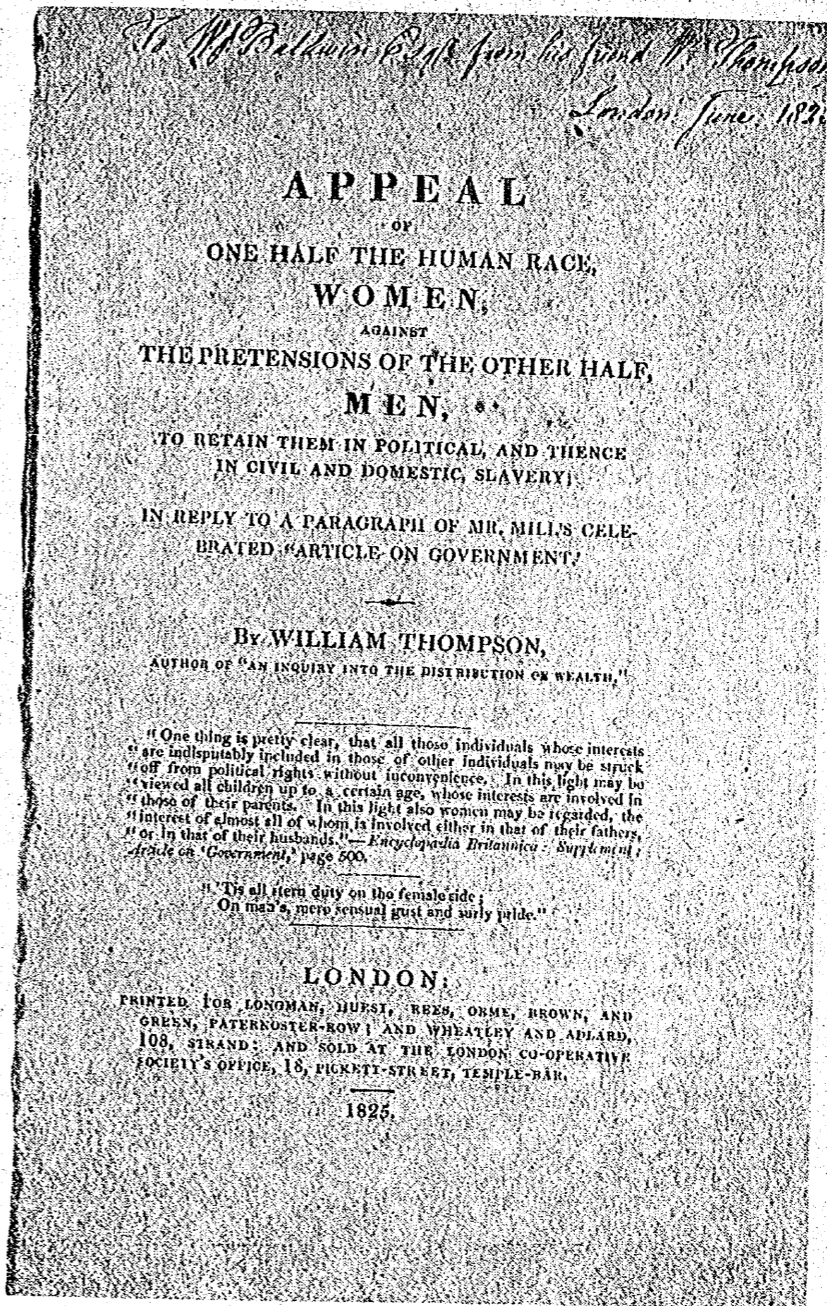 To W Baldwin Esqre from his friend Wm Thompson
London June 182
APPEAL
OF
ONE HALF THE HUMAN RACE,
WOMEN,
AGAINST
THE PRETENSIONS OF THE OTHER HALF,
MEN,
TO RETAIN THEM IN POLITICAL, AND THENCE
IN CIVIL AND DOMESTIC, SLAVERY;
IN REPLY TO A PARAGRAPH OF MR. MILL'S CELE-
BRATED "ARTICLE ON GOVERNMENT."
BY WILLIAM THOMPSON,
AUTHOR OF "AN INQUIRY INTO THE DISTRIBUTION OF WEALTH."
"One thing is pretty clear, that all those individuals whose interests
"are indisputably included in those of other individuals may be struck
"off from political rights without inconvenience. In this light may be
"viewed all children up to a certain age, whose interests are involved in
"those of their parents. In this light also women may be regarded, the
"interest of almost all of whom is involved either in that of their fathers,
"or in that of their husbands."—Encyclopædia Britannica: Supplement;
Article on 'Government,' page 500.
"'Tis all stern duty on the female side;
On man's, mere sensual gust and surly pride."
LONDON:
PRINTED FOR LONGMAN, HURST, REES, ORME, BROWN, AND
GREEN, PATERNOSTER-ROW; AND WHEATLEY AND ADLARD,
108, STRAND: AND SOLD AT THE LONDON CO-OPERATIVE
SOCIETY'S OFFICE, 18, PICKETT-STREET, TEMPLE-BAR.
1825.